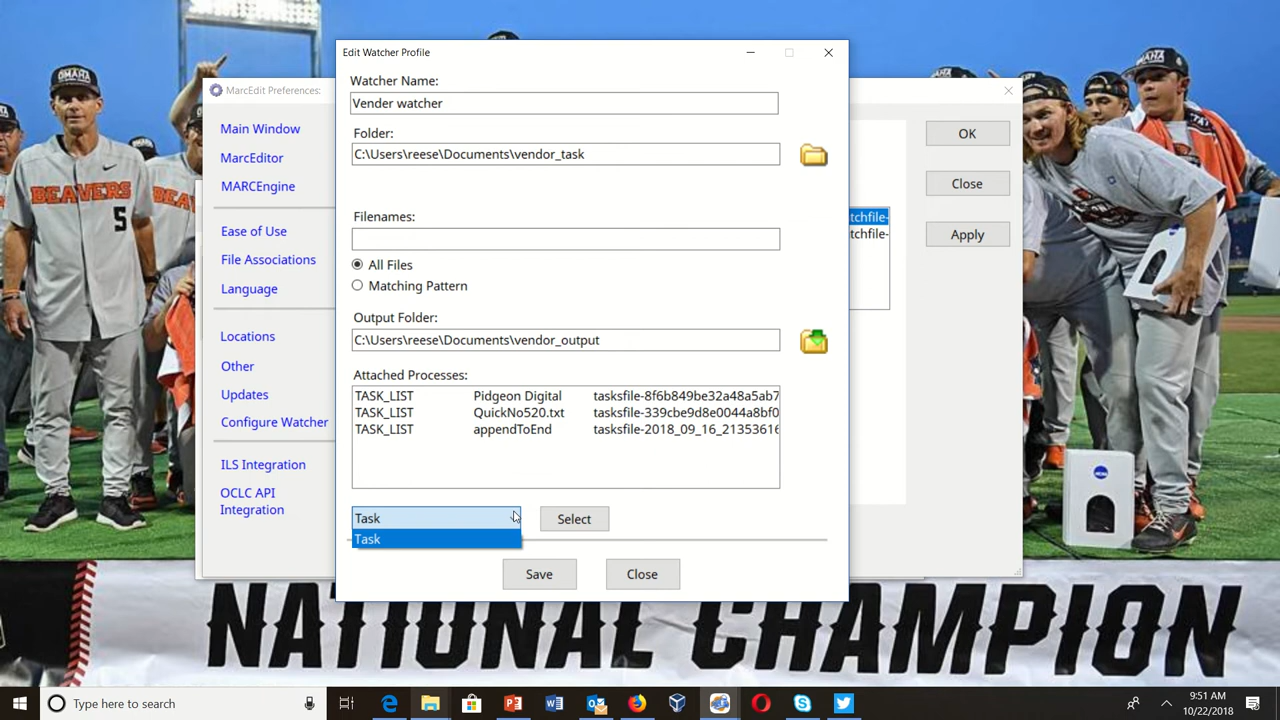 Edit Watcher Profile
Watcher Name:
Vender watcher
MarcEdit Preferences:
Folder:
C:\Users\reese\Documents\vendor_task
Main Window
MarcEditor
MARCEngine
Ease of Use
File Associations
Language
Locations
Other
Updates
Configure Watcher
ILS Integration
OCLC API
Integration
Filenames:
All Files
Matching Pattern
Output Folder:
C:\Users\reese\Documents\vendor_output
Attached Processes:
TASK_LIST Pidgeon Digital tasksfile-8f6b849be32a48a5ab7
TASK_LIST QuickNo520.txt tasksfile-339cbe9d8e0044a8bf0
TASK_LIST appendToEnd tasksfile-2018_09_16_21353616
Task
Task
Select
Save
Close
OK
Close
Apply
tchfile-
tchfile-
OMAHA
BEAVERS
5
NATIONAL CHAMPION
Type here to search
9:51 AM
10/22/2018